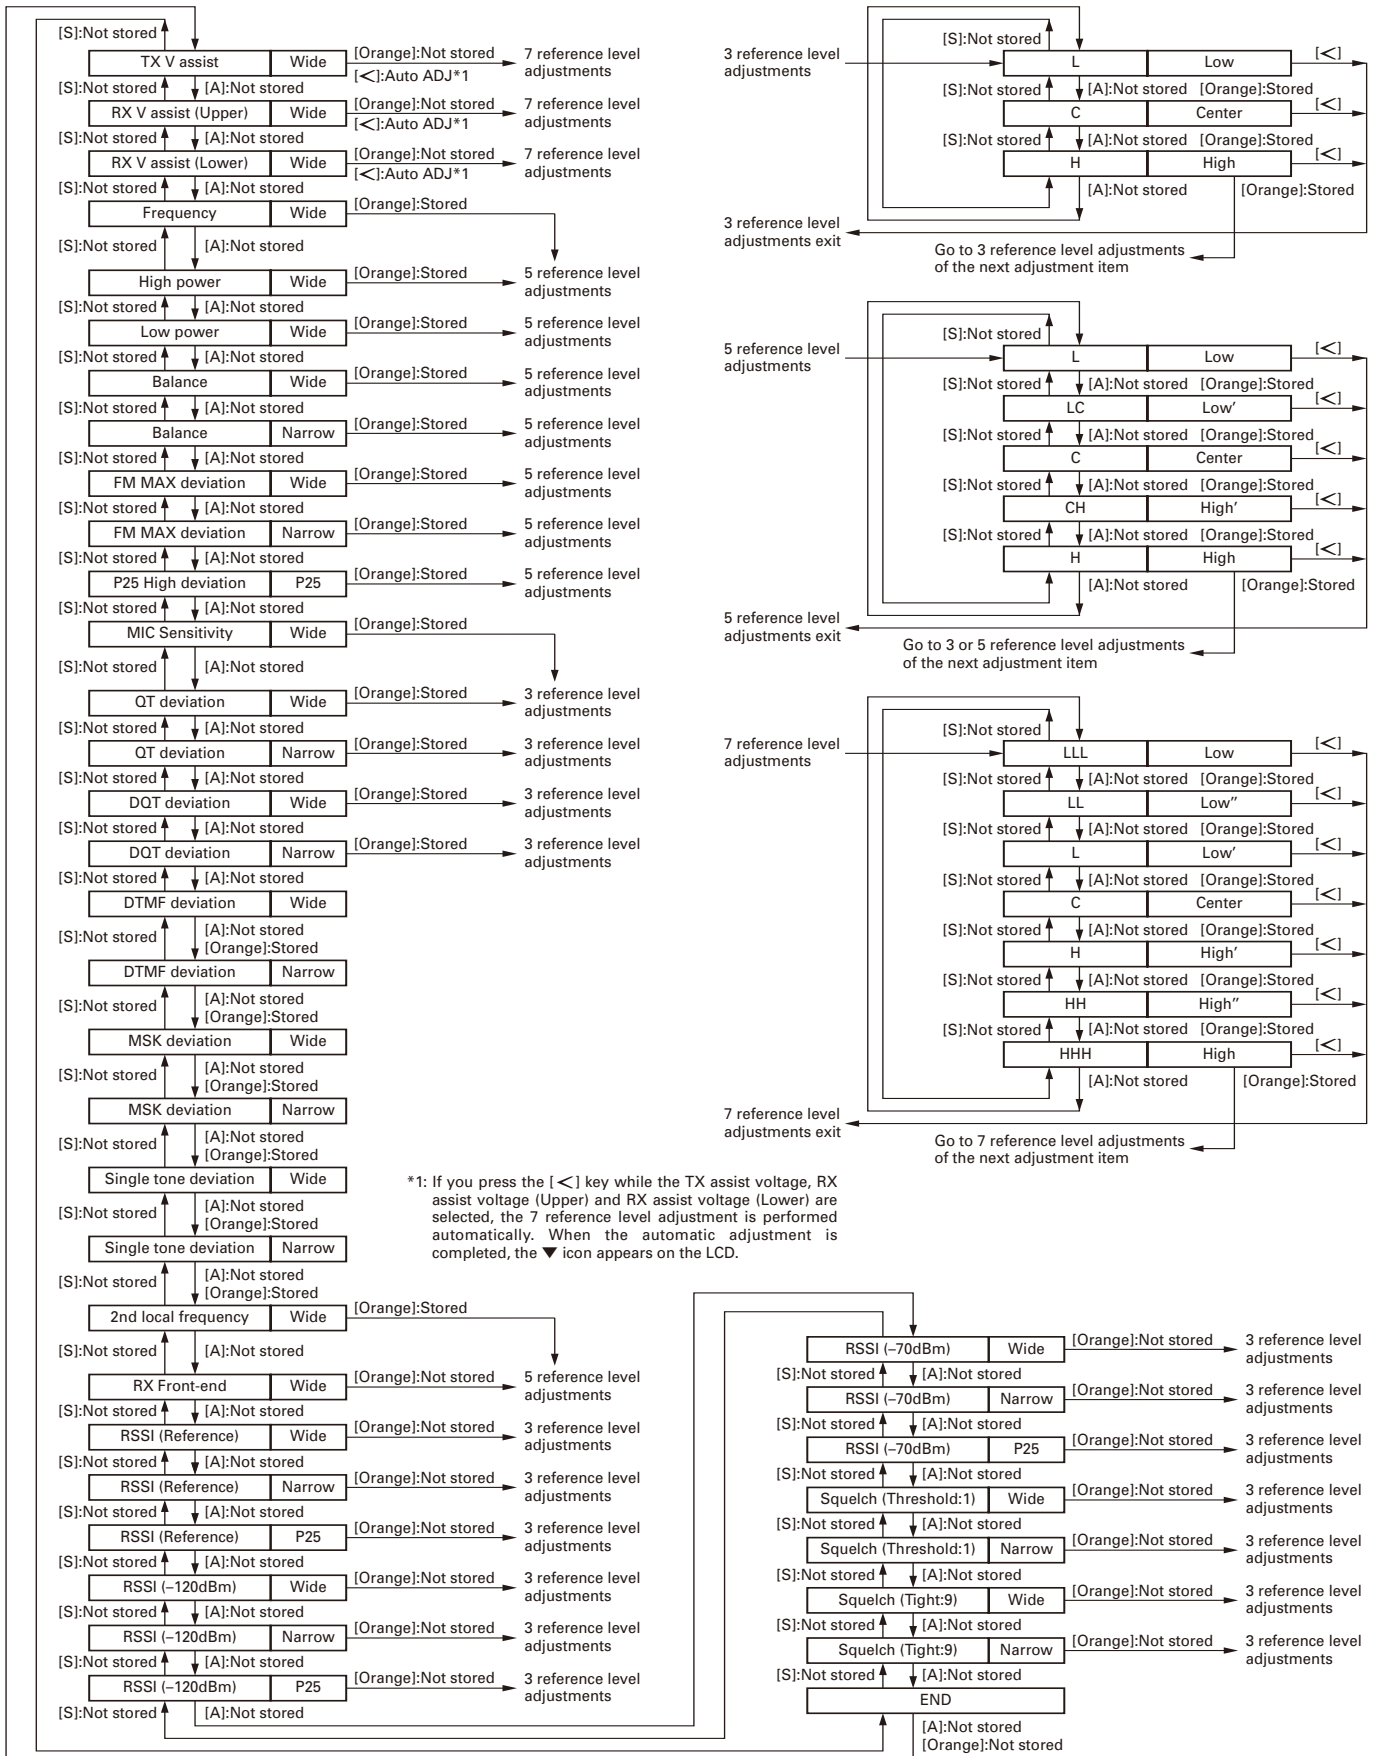 [S]:Not stored
TX V assist Wide [Orange]:Not stored 7 reference level
[<]:Auto ADJ*1 adjustments
[S]:Not stored [A]:Not stored
RX V assist (Upper) Wide [Orange]:Not stored 7 reference level
[<]:Auto ADJ*1 adjustments
[S]:Not stored [A]:Not stored
RX V assist (Lower) Wide [Orange]:Not stored 7 reference level
[<]:Auto ADJ*1 adjustments
[S]:Not stored [A]:Not stored
Frequency Wide [Orange]:Stored
[S]:Not stored [A]:Not stored
High power Wide [Orange]:Stored 5 reference level
adjustments
[S]:Not stored [A]:Not stored
Low power Wide [Orange]:Stored 5 reference level
adjustments
[S]:Not stored [A]:Not stored
Balance Wide [Orange]:Stored 5 reference level
adjustments
[S]:Not stored [A]:Not stored
Balance Narrow [Orange]:Stored 5 reference level
adjustments
[S]:Not stored [A]:Not stored
FM MAX deviation Wide [Orange]:Stored 5 reference level
adjustments
[S]:Not stored [A]:Not stored
FM MAX deviation Narrow [Orange]:Stored 5 reference level
adjustments
[S]:Not stored [A]:Not stored
P25 High deviation P25 [Orange]:Stored 5 reference level
adjustments
[S]:Not stored [A]:Not stored
MIC Sensitivity Wide [Orange]:Stored
[S]:Not stored [A]:Not stored
QT deviation Wide [Orange]:Stored 3 reference level
adjustments
[S]:Not stored [A]:Not stored
QT deviation Narrow [Orange]:Stored 3 reference level
adjustments
[S]:Not stored [A]:Not stored
DQT deviation Wide [Orange]:Stored 3 reference level
adjustments
[S]:Not stored [A]:Not stored
DQT deviation Narrow [Orange]:Stored 3 reference level
adjustments
[S]:Not stored [A]:Not stored
DTMF deviation Wide
[S]:Not stored [A]:Not stored
[Orange]:Stored
DTMF deviation Narrow
[S]:Not stored [A]:Not stored
[Orange]:Stored
MSK deviation Wide
[S]:Not stored [A]:Not stored
[Orange]:Stored
MSK deviation Narrow
[S]:Not stored [A]:Not stored
[Orange]:Stored
Single tone deviation Wide
[S]:Not stored [A]:Not stored
[Orange]:Stored
Single tone deviation Narrow
[S]:Not stored [A]:Not stored
[Orange]:Stored
2nd local frequency Wide [Orange]:Stored
[S]:Not stored [A]:Not stored
RX Front-end Wide [Orange]:Not stored 5 reference level
adjustments
[S]:Not stored [A]:Not stored
RSSI (Reference) Wide [Orange]:Not stored 3 reference level
adjustments
[S]:Not stored [A]:Not stored
RSSI (Reference) Narrow [Orange]:Not stored 3 reference level
adjustments
[S]:Not stored [A]:Not stored
RSSI (Reference) P25 [Orange]:Not stored 3 reference level
adjustments
[S]:Not stored [A]:Not stored
RSSI (–120dBm) Wide [Orange]:Not stored 3 reference level
adjustments
[S]:Not stored [A]:Not stored
RSSI (–120dBm) Narrow [Orange]:Not stored 3 reference level
adjustments
[S]:Not stored [A]:Not stored
RSSI (–120dBm) P25 [Orange]:Not stored 3 reference level
adjustments
[S]:Not stored [A]:Not stored
[S]:Not stored
3 reference level L Low [<]
adjustments
[S]:Not stored [A]:Not stored [Orange]:Stored
C Center [<]
[S]:Not stored [A]:Not stored [Orange]:Stored
H High [<]
[A]:Not stored [Orange]:Stored
3 reference level
adjustments exit
Go to 3 reference level adjustments
of the next adjustment item
[S]:Not stored
5 reference level L Low [<]
adjustments
[S]:Not stored [A]:Not stored [Orange]:Stored
LC Low' [<]
[S]:Not stored [A]:Not stored [Orange]:Stored
C Center [<]
[S]:Not stored [A]:Not stored [Orange]:Stored
CH High' [<]
[S]:Not stored [A]:Not stored [Orange]:Stored
H High [<]
[A]:Not stored [Orange]:Stored
5 reference level
adjustments exit
Go to 3 or 5 reference level adjustments
of the next adjustment item
[S]:Not stored
7 reference level LLL Low [<]
adjustments
[S]:Not stored [A]:Not stored [Orange]:Stored
LL Low" [<]
[S]:Not stored [A]:Not stored [Orange]:Stored
L Low' [<]
[S]:Not stored [A]:Not stored [Orange]:Stored
C Center [<]
[S]:Not stored [A]:Not stored [Orange]:Stored
H High' [<]
[S]:Not stored [A]:Not stored [Orange]:Stored
HH High" [<]
[S]:Not stored [A]:Not stored [Orange]:Stored
HHH High [<]
[A]:Not stored [Orange]:Stored
7 reference level
adjustments exit
Go to 7 reference level adjustments
of the next adjustment item
*1: If you press the [<] key while the TX assist voltage, RX
assist voltage (Upper) and RX assist voltage (Lower) are
selected, the 7 reference level adjustment is performed
automatically. When the automatic adjustment is
completed, the ▼ icon appears on the LCD.
RSSI (–70dBm) Wide [Orange]:Not stored 3 reference level
adjustments
[S]:Not stored [A]:Not stored
RSSI (–70dBm) Narrow [Orange]:Not stored 3 reference level
adjustments
[S]:Not stored [A]:Not stored
RSSI (–70dBm) P25 [Orange]:Not stored 3 reference level
adjustments
[S]:Not stored [A]:Not stored
Squelch (Threshold:1) Wide [Orange]:Not stored 3 reference level
adjustments
[S]:Not stored [A]:Not stored
Squelch (Threshold:1) Narrow [Orange]:Not stored 3 reference level
adjustments
[S]:Not stored [A]:Not stored
Squelch (Tight:9) Wide [Orange]:Not stored 3 reference level
adjustments
[S]:Not stored [A]:Not stored
Squelch (Tight:9) Narrow [Orange]:Not stored 3 reference level
adjustments
[S]:Not stored [A]:Not stored
END
[A]:Not stored
[Orange]:Not stored